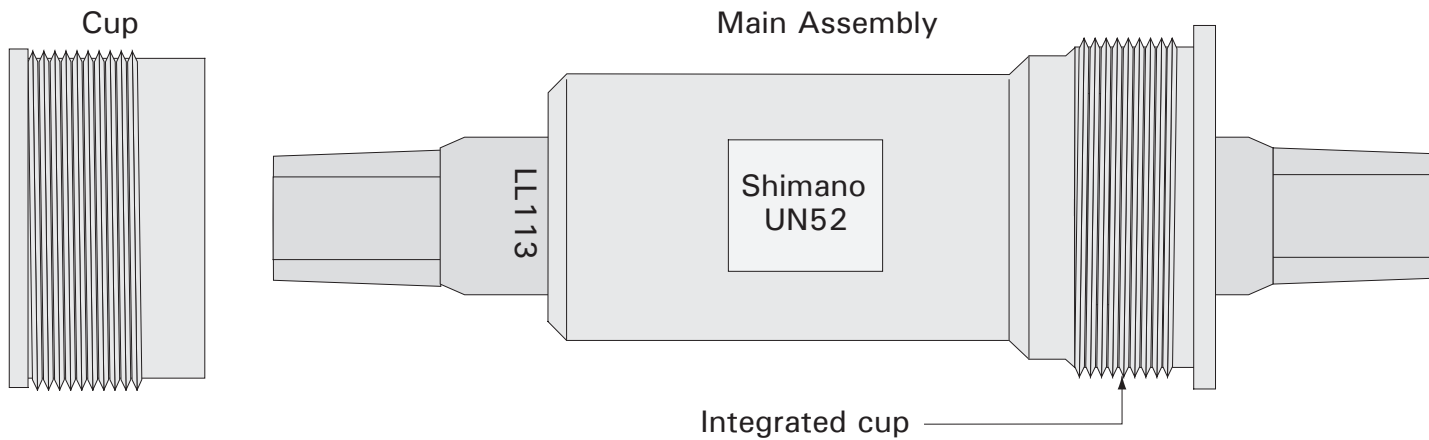 Cup
Main Assembly
LL113
Shimano
UN52
Integrated cup